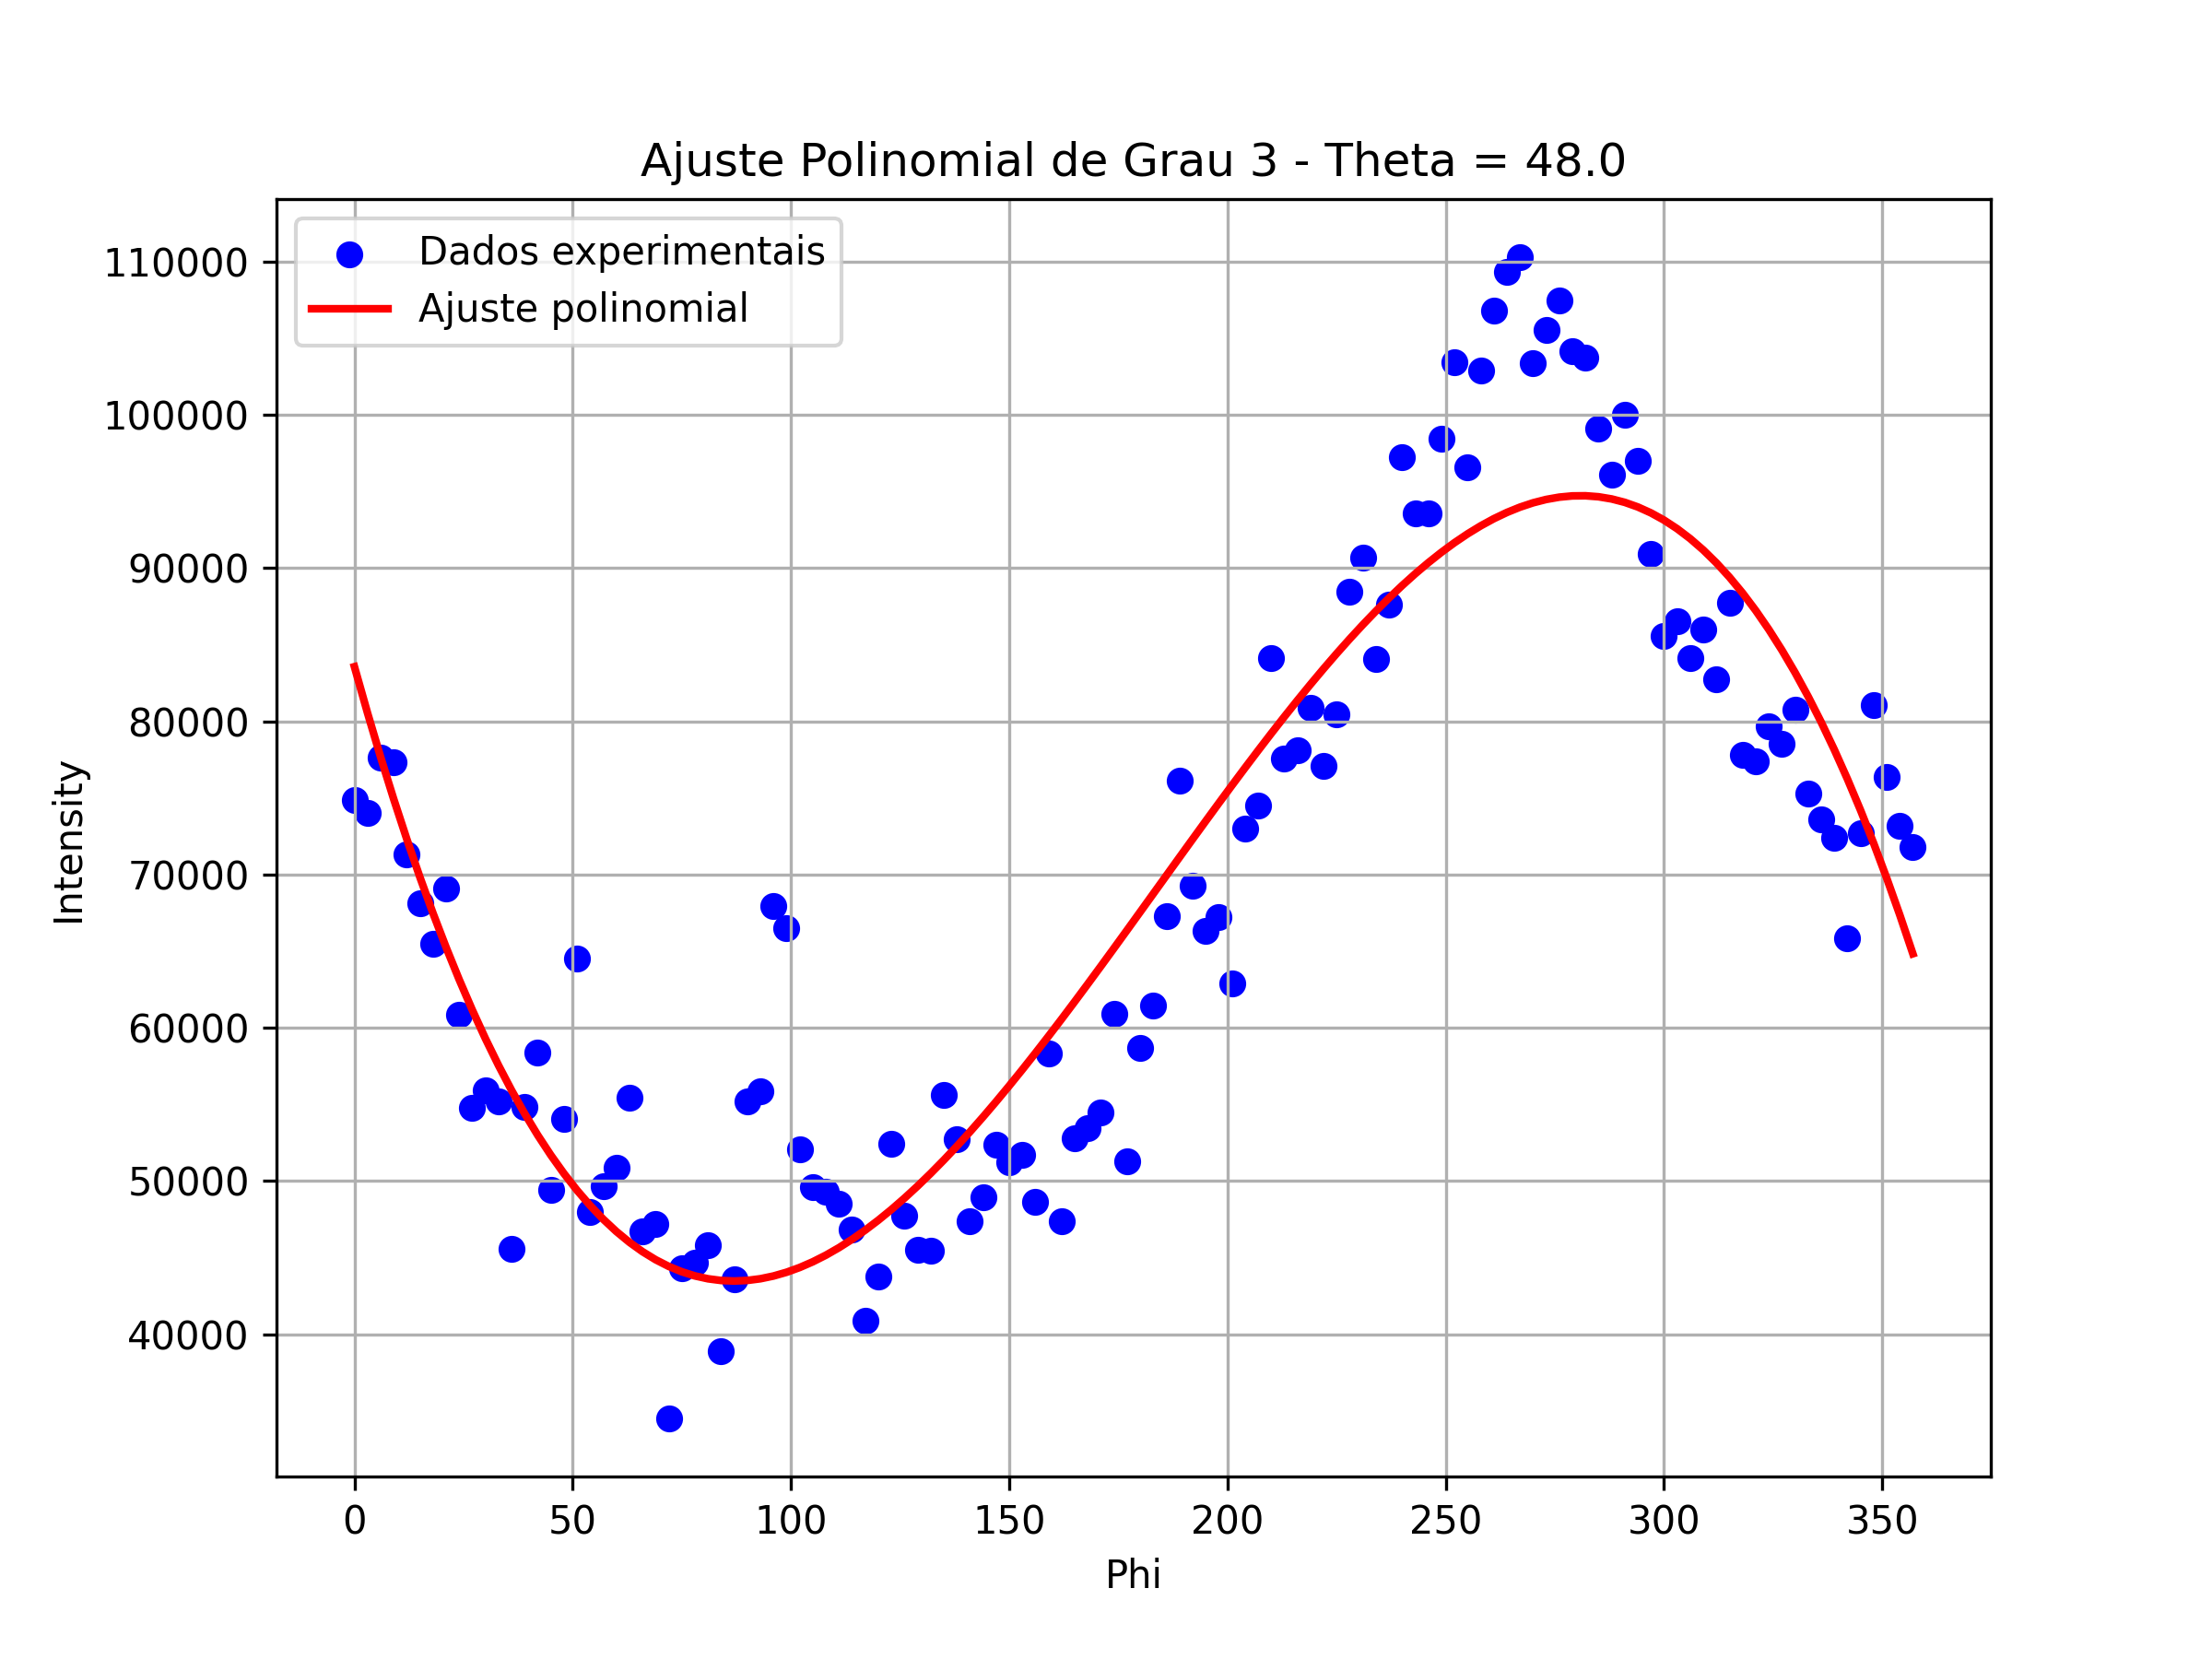 Ajuste Polinomial de Grau 3 - Theta = 48.0
Dados experimentais
Ajuste polinomial
110000
100000
90000
80000
70000
60000
50000
40000
Intensity
0 50 100 150 200 250 300 350
Phi